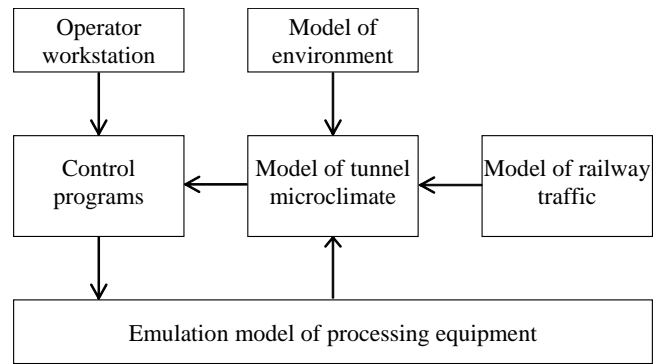 Operator
workstation
Model of
environment
Control
programs
Model of tunnel
microclimate
Model of railway
traffic
Emulation model of processing equipment